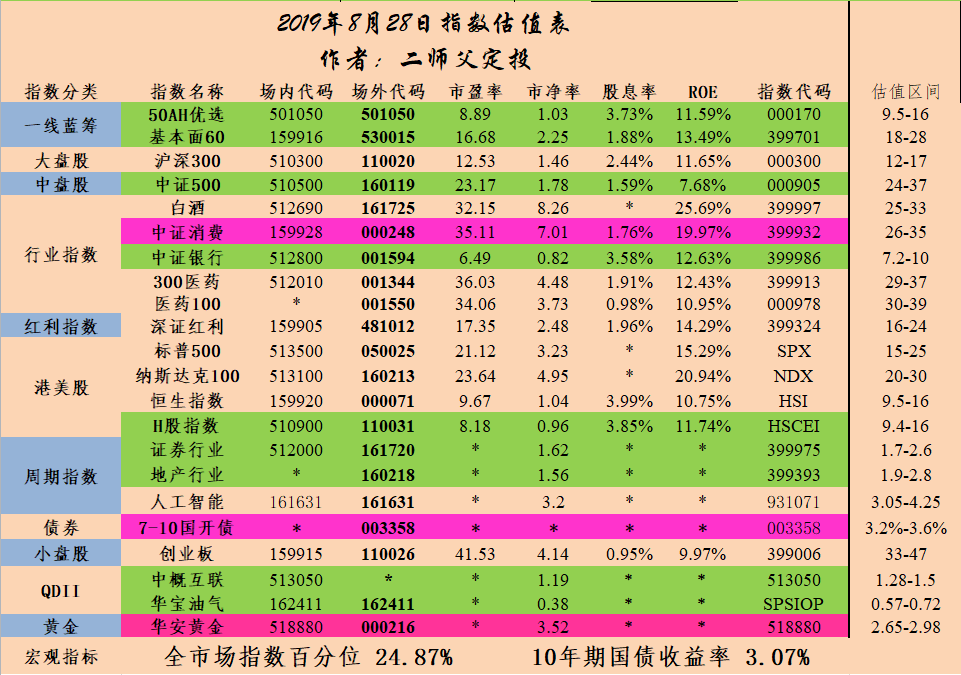 2019年8月28日指数估值表
作者：二师父定投
指数分类 指数名称 场内代码 场外代码 市盈率 市净率 股息率 ROE 指数代码 估值区间
一线蓝筹 50AH优选 501050 501050 8.89 1.03 3.73% 11.59% 000170 9.5-16
基本面60 159916 530015 16.68 2.25 1.88% 13.49% 399701 18-28
大盘股 沪深300 510300 110020 12.53 1.46 2.44% 11.65% 000300 12-17
中盘股 中证500 510500 160119 23.17 1.78 1.59% 7.68% 000905 24-37
行业指数 白酒 512690 161725 32.15 8.26 * 25.69% 399997 25-33
中证消费 159928 000248 35.11 7.01 1.76% 19.97% 399932 26-35
中证银行 512800 001594 6.49 0.82 3.58% 12.63% 399986 7.2-10
300医药 512010 001344 36.03 4.48 1.91% 12.43% 399913 29-37
医药100 * 001550 34.06 3.73 0.98% 10.95% 000978 30-39
红利指数 深证红利 159905 481012 17.35 2.48 1.96% 14.29% 399324 16-24
港美股 标普500 513500 050025 21.12 3.23 * 15.29% SPX 15-25
纳斯达克100 513100 160213 23.64 4.95 * 20.94% NDX 20-30
恒生指数 159920 000071 9.67 1.04 3.99% 10.75% HSI 9.5-16
H股指数 510900 110031 8.18 0.96 3.85% 11.74% HSCEI 9.4-16
周期指数 证券行业 512000 161720 * 1.62 * * 399975 1.7-2.6
地产行业 * 160218 * 1.56 * * 399393 1.9-2.8
人工智能 161631 161631 * 3.2 * * 931071 3.05-4.25
债券 7-10国开债 * 003358 * * * * 003358 3.2%-3.6%
小盘股 创业板 159915 110026 41.53 4.14 0.95% 9.97% 399006 33-47
QDII 中概互联 513050 * * 1.19 * * 513050 1.28-1.5
华宝油气 162411 162411 * 0.38 * * SPSIOP 0.57-0.72
黄金 华安黄金 518880 000216 * 3.52 * * 518880 2.65-2.98
宏观指标 全市场指数百分位 24.87% 10年期国债收益率 3.07%